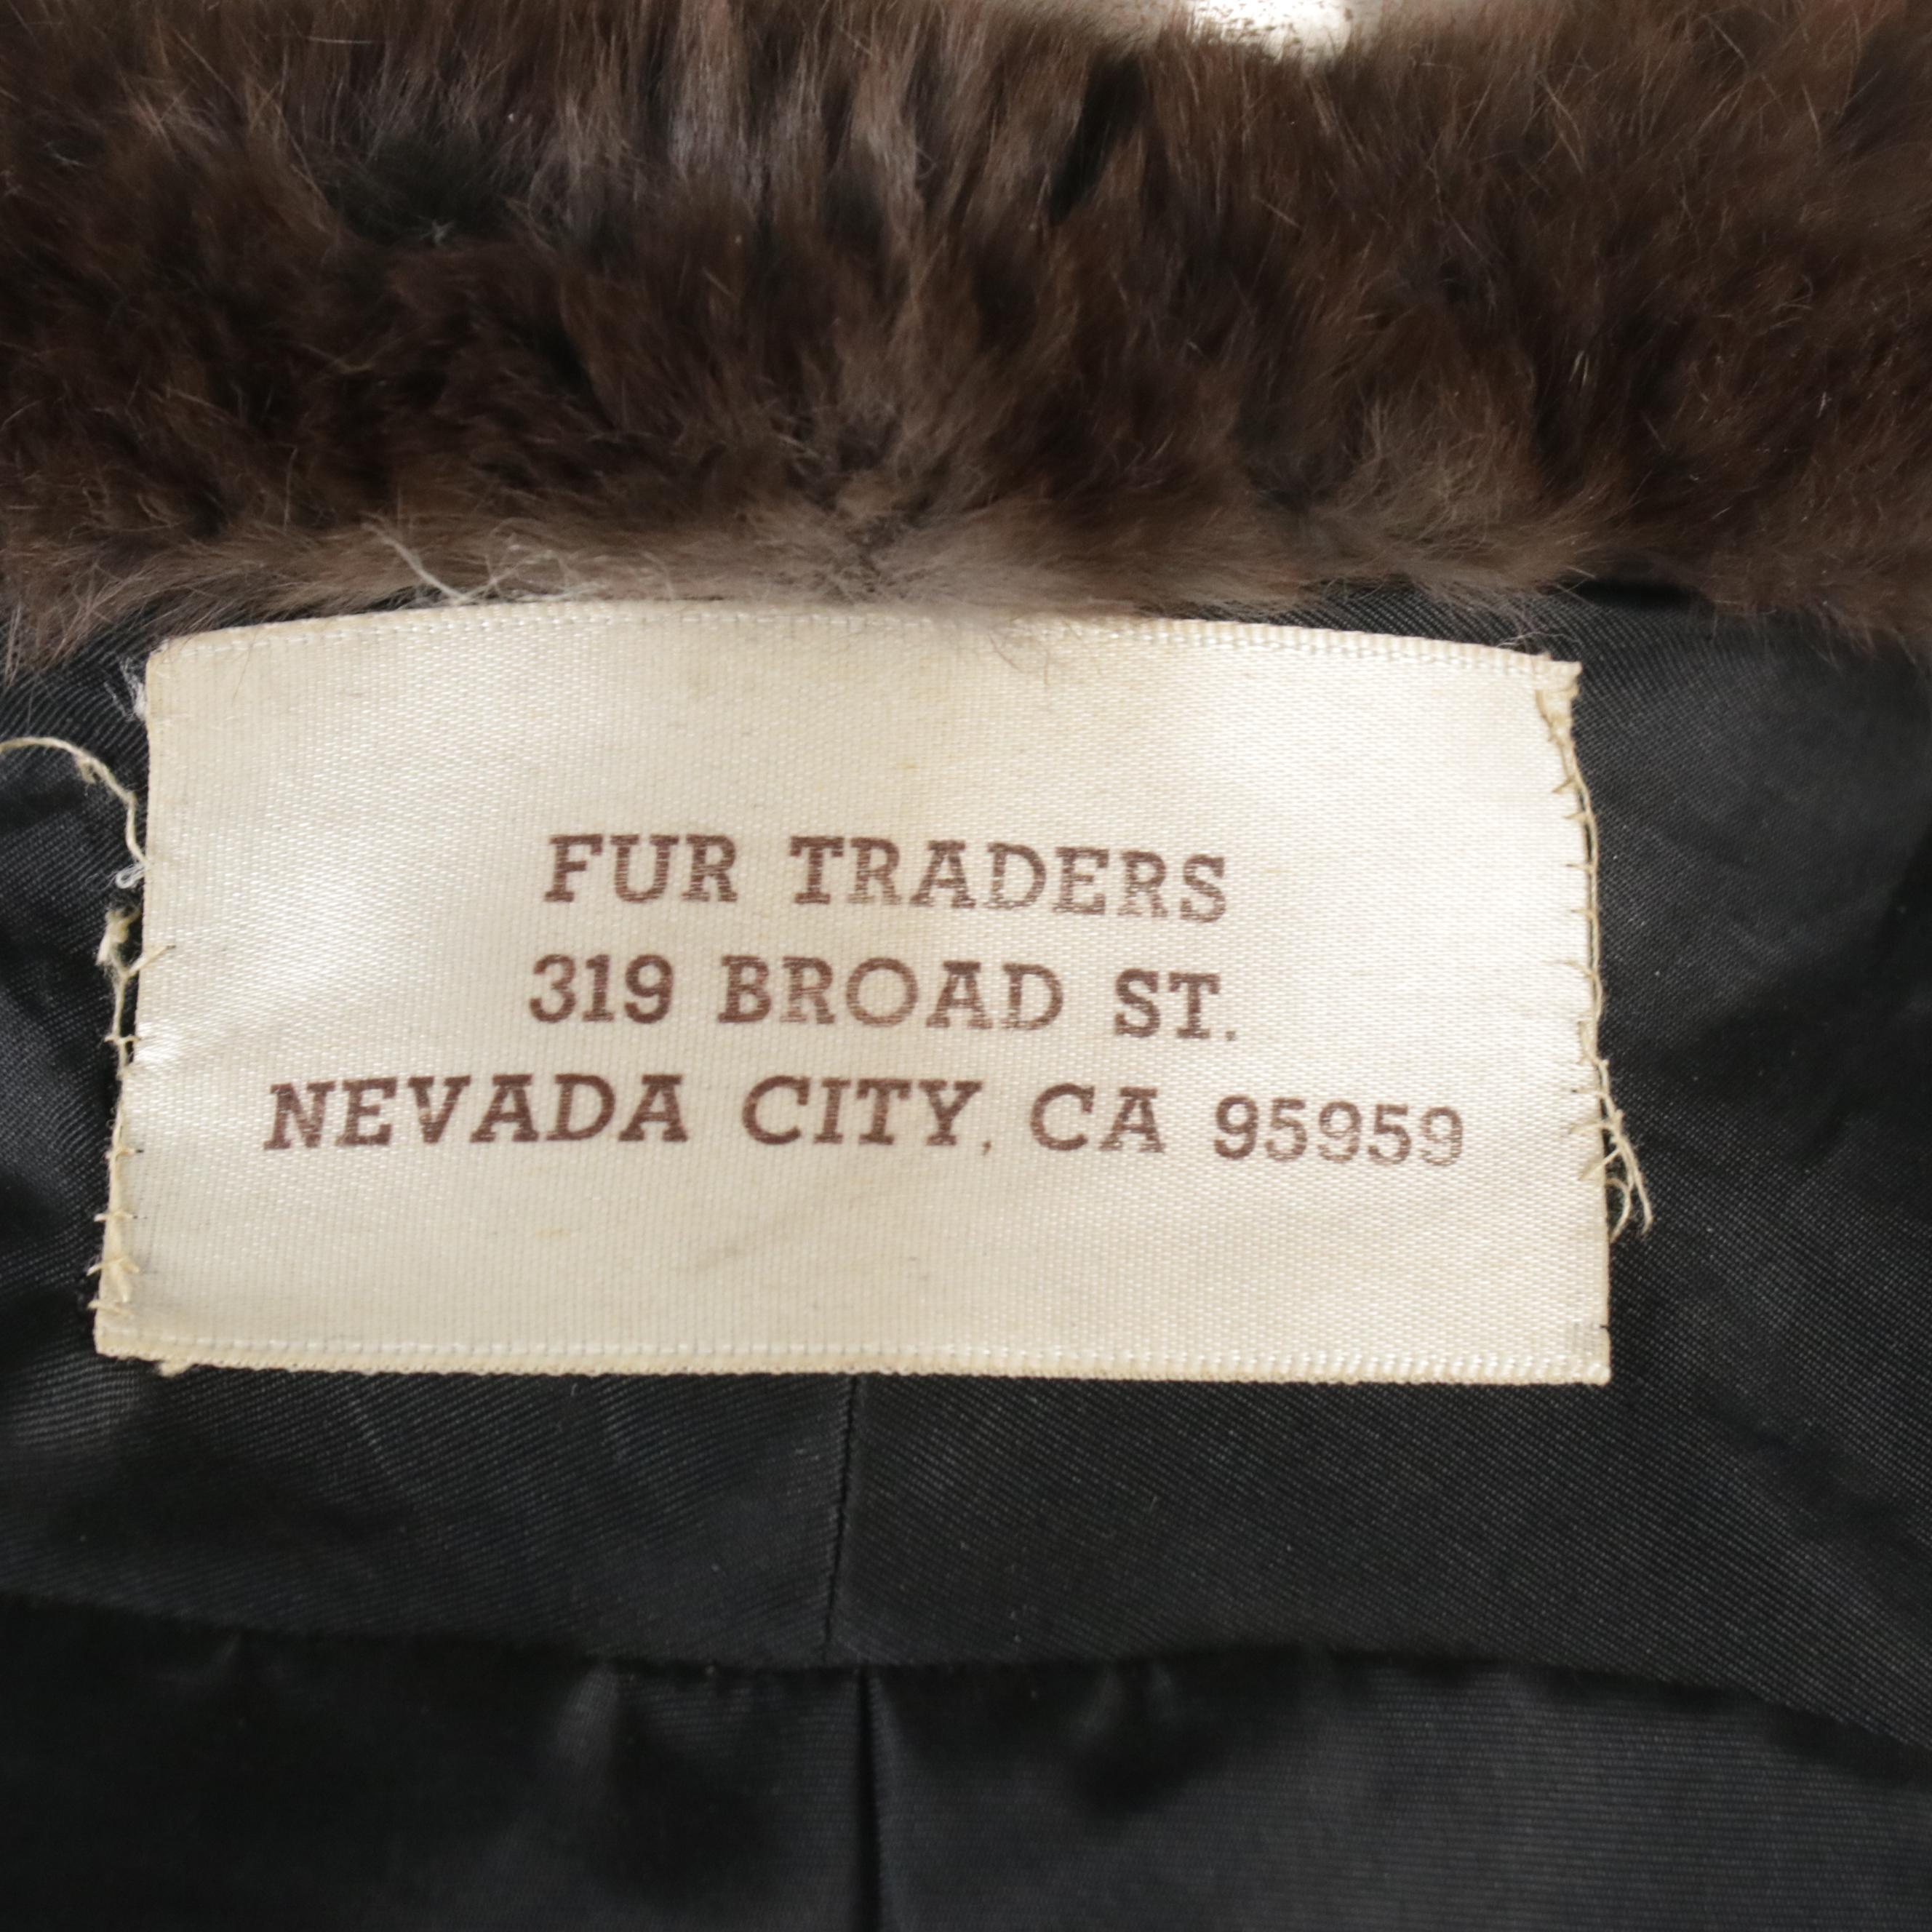 FUR TRADERS
319 BROAD ST.
NEVADA CITY, CA 95959